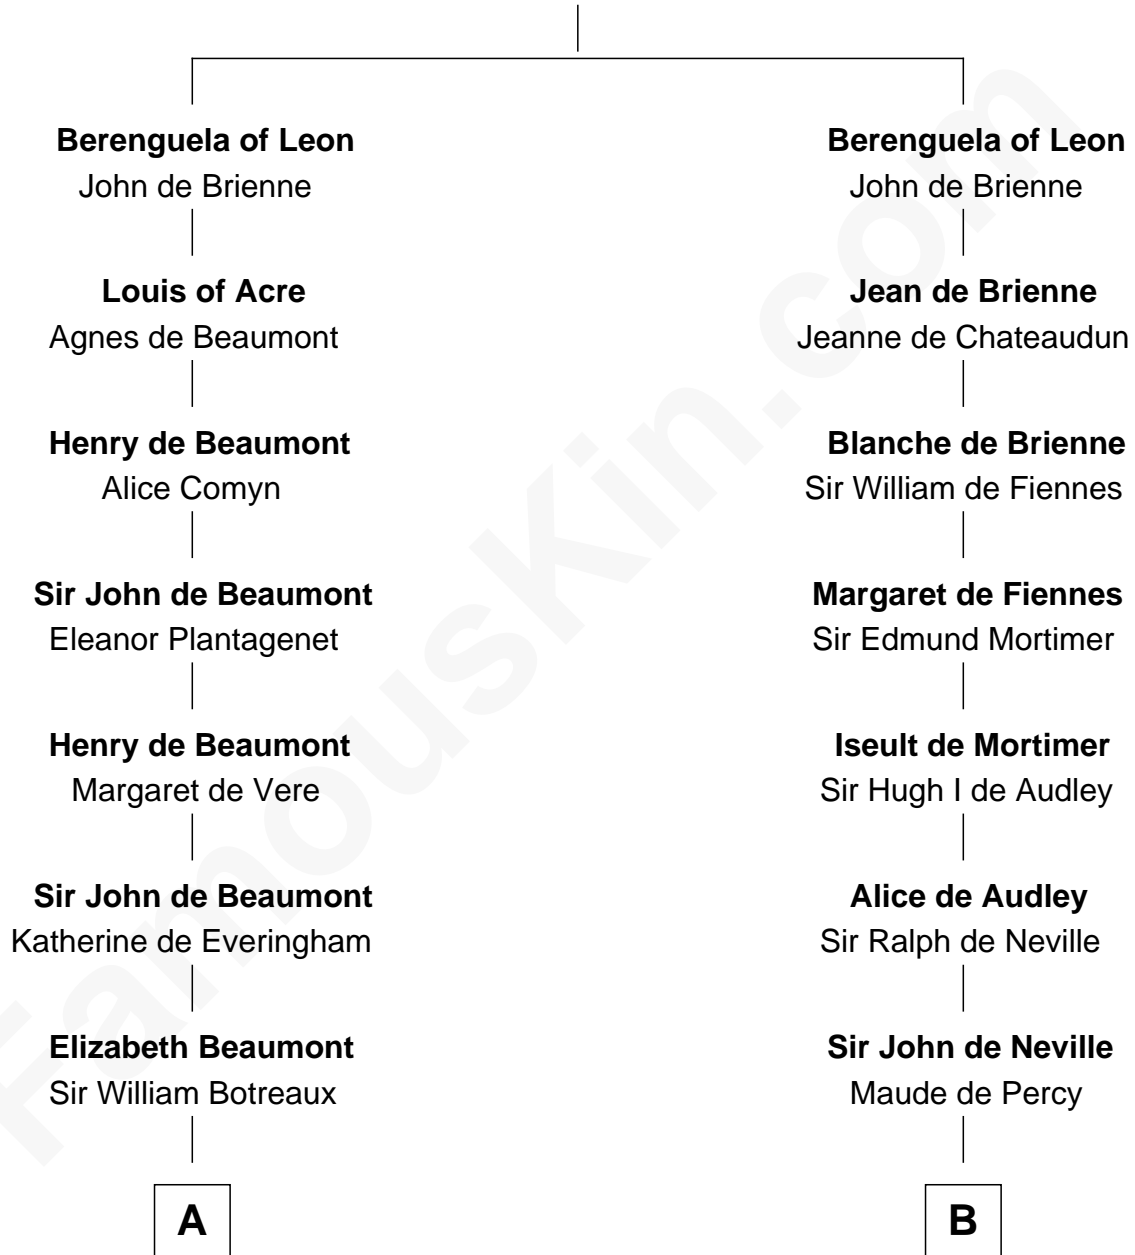 Berenguela of Leon
John de Brienne
Louis of Acre
Agnes de Beaumont
Henry de Beaumont
Alice Comyn
Sir John de Beaumont
Eleanor Plantagenet
Henry de Beaumont
Margaret de Vere
Sir John de Beaumont
Katherine de Everingham
Elizabeth Beaumont
Sir William Botreaux
A
Berenguela of Leon
John de Brienne
Jean de Brienne
Jeanne de Chateaudun
Blanche de Brienne
Sir William de Fiennes
Margaret de Fiennes
Sir Edmund Mortimer
Iseult de Mortimer
Sir Hugh I de Audley
Alice de Audley
Sir Ralph de Neville
Sir John de Neville
Maude de Percy
B
FamousKin.com